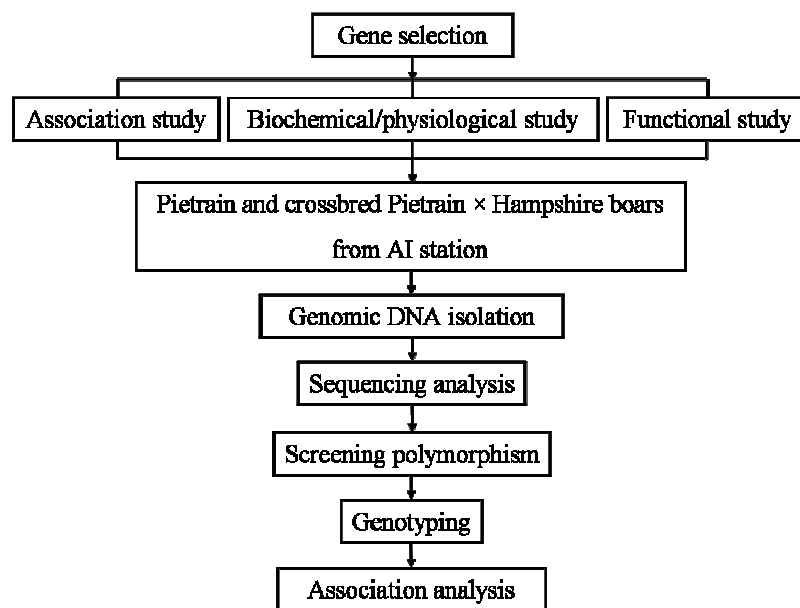 Gene selection
Association study
Biochemical/physiological study
Functional study
Pietrain and crossbred Pietrain × Hampshire boars
from AI station
Genomic DNA isolation
Sequencing analysis
Screening polymorphism
Genotyping
Association analysis